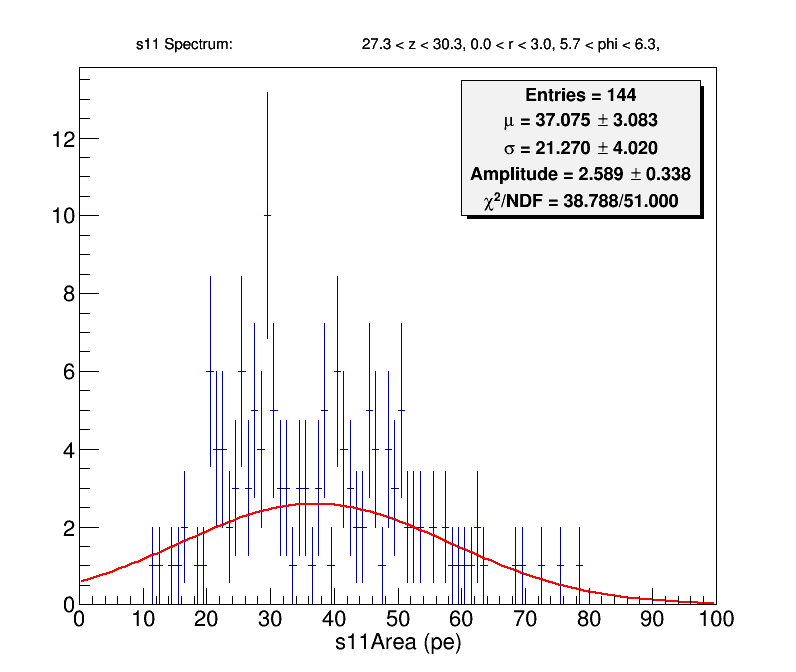 s11 Spectrum: 27.3 < z < 30.3, 0.0 < r < 3.0, 5.7 < phi < 6.3,
Entries = 144
μ = 37.075 ± 3.083
σ = 21.270 ± 4.020
Amplitude = 2.589 ± 0.338
χ²/NDF = 38.788/51.000
12
10
8
6
4
2
0
0 10 20 30 40 50 60 70 80 90 100
s11Area (pe)